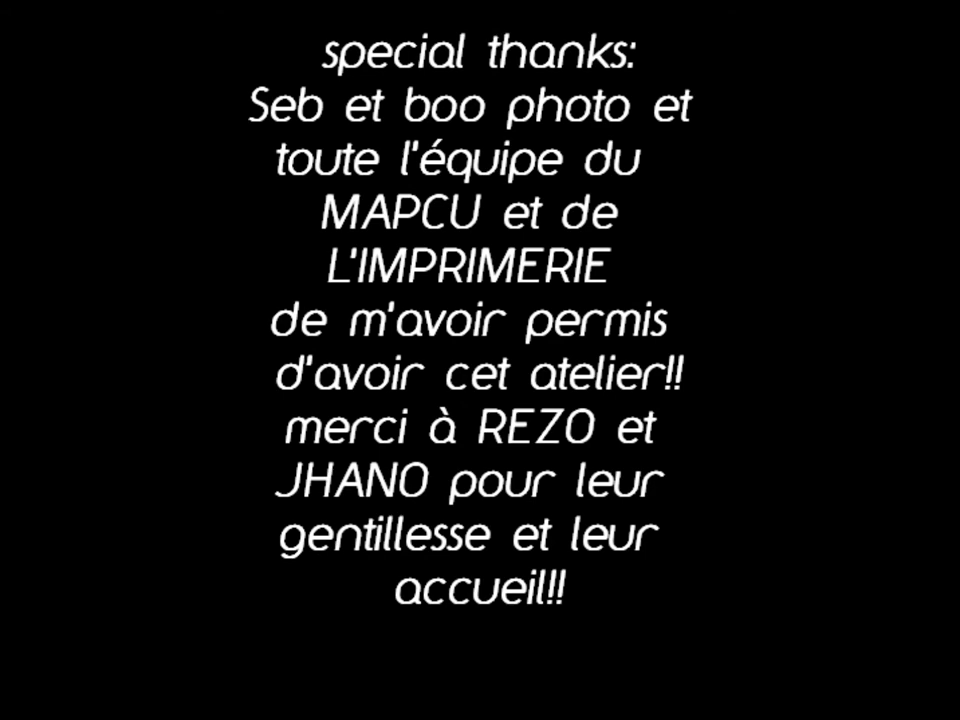 special thanks:
Seb et boo photo et
toute l'équipe du
MAPCU et de
L'IMPRIMERIE
de m'avoir permis
d'avoir cet atelier!!
merci à REZO et
JHANO pour leur
gentillesse et leur
accueil!!